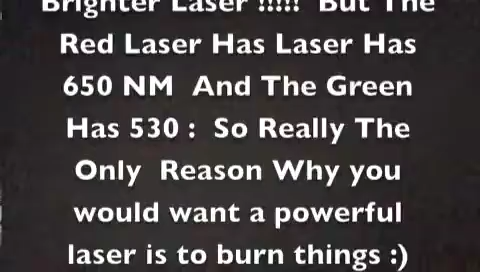 Brighter Laser !!!!!  But The
Red Laser Has Laser Has
650 NM  And The Green
Has 530 :  So Really The
Only  Reason Why you
would want a powerful
laser is to burn things :)